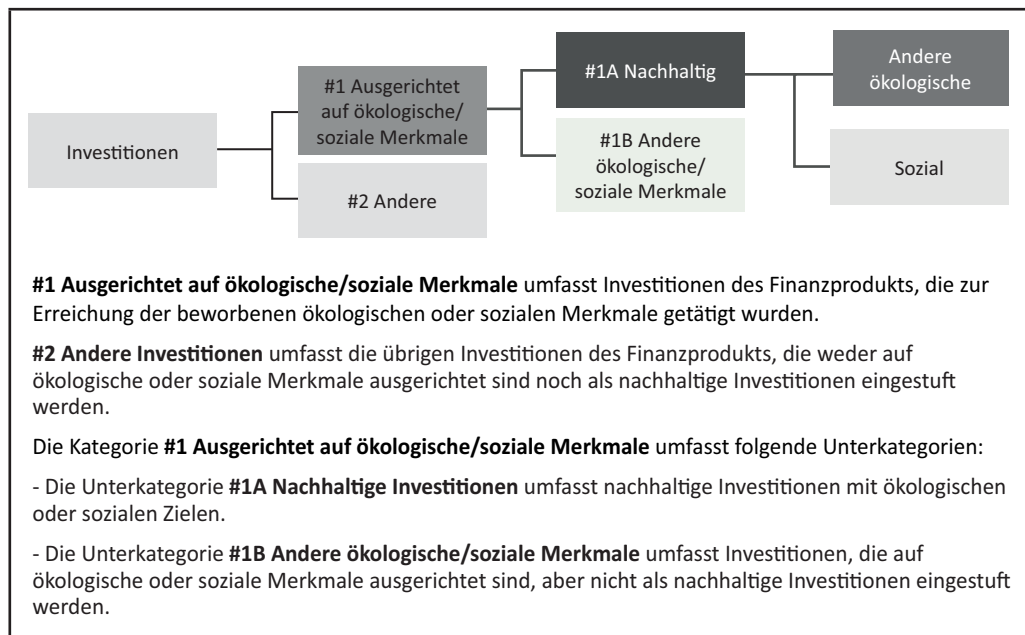 Investitionen
#1 Ausgerichtet
auf ökologische/
soziale Merkmale
#2 Andere
#1A Nachhaltig
#1B Andere
ökologische/
soziale Merkmale
Andere
ökologische
Sozial
#1 Ausgerichtet auf ökologische/soziale Merkmale umfasst Investitionen des Finanzprodukts, die zur
Erreichung der beworbenen ökologischen oder sozialen Merkmale getätigt wurden.
#2 Andere Investitionen umfasst die übrigen Investitionen des Finanzprodukts, die weder auf
ökologische oder soziale Merkmale ausgerichtet sind noch als nachhaltige Investitionen eingestuft
werden.
Die Kategorie #1 Ausgerichtet auf ökologische/soziale Merkmale umfasst folgende Unterkategorien:
- Die Unterkategorie #1A Nachhaltige Investitionen umfasst nachhaltige Investitionen mit ökologischen
oder sozialen Zielen.
- Die Unterkategorie #1B Andere ökologische/soziale Merkmale umfasst Investitionen, die auf
ökologische oder soziale Merkmale ausgerichtet sind, aber nicht als nachhaltige Investitionen eingestuft
werden.